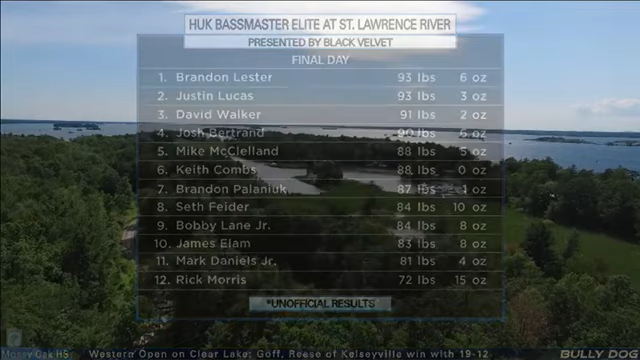 HUK BASSMASTER ELITE AT ST. LAWRENCE RIVER
PRESENTED BY BLACK VELVET
FINAL DAY
1. Brandon Lester 93 lbs 6 oz
2. Justin Lucas 93 lbs 3 oz
3. David Walker 91 lbs 2 oz
4. Josh Bertrand 90 lbs 5 oz
5. Mike McClelland 88 lbs 5 oz
6. Keith Combs 88 lbs 0 oz
7. Brandon Palaniuk 87 lbs 1 oz
8. Seth Feider 84 lbs 10 oz
9. Bobby Lane Jr. 84 lbs 8 oz
10. James Elam 83 lbs 8 oz
11. Mark Daniels Jr. 81 lbs 4 oz
12. Rick Morris 72 lbs 15 oz
*UNOFFICIAL RESULTS
Mossy Oak HS Western Open on Clear Lake: Goff, Reese of Kelseyville win with 19-12 BULLY DOG